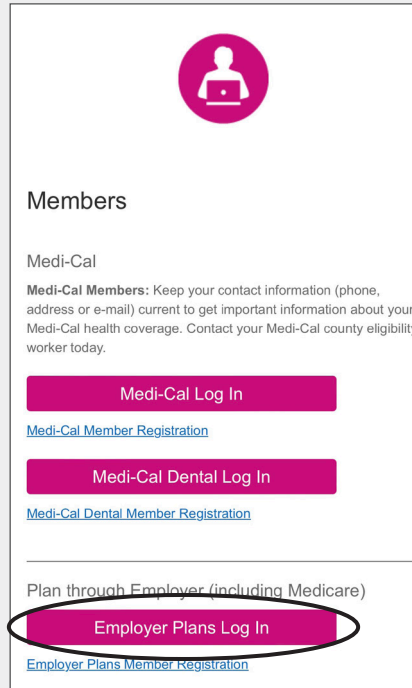 Members
Medi-Cal
Medi-Cal Members: Keep your contact information (phone,
address or e-mail) current to get important information about your
Medi-Cal health coverage. Contact your Medi-Cal county eligibility
worker today.
Medi-Cal Log In
Medi-Cal Member Registration
Medi-Cal Dental Log In
Medi-Cal Dental Member Registration
Plan through Employer (including Medicare)
Employer Plans Log In
Employer Plans Member Registration